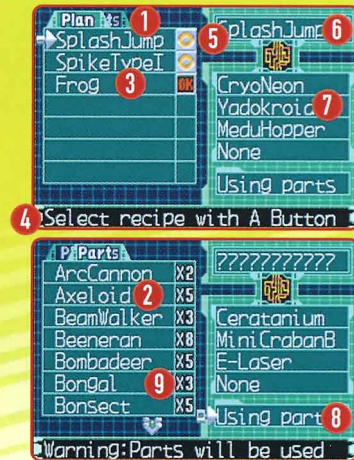 Plan ts 1
SplashJump 5
SpikeTypeI
Frog 3 OK
SplashJump 6
CryoNeon
Yadokroid 7
MeduHopper
None
Using parts
4 Select recipe with A Button
P Parts
ArcCannon X2
Axeloid 2 X5
BeamWalker X3
Beeneran X8
Bombadeer X5
Bongal 9 X3
Bonsect X5
???????????
Ceratanium
MiniCrabanB
E-Laser
None
Using part 8
Warning:Parts will be used